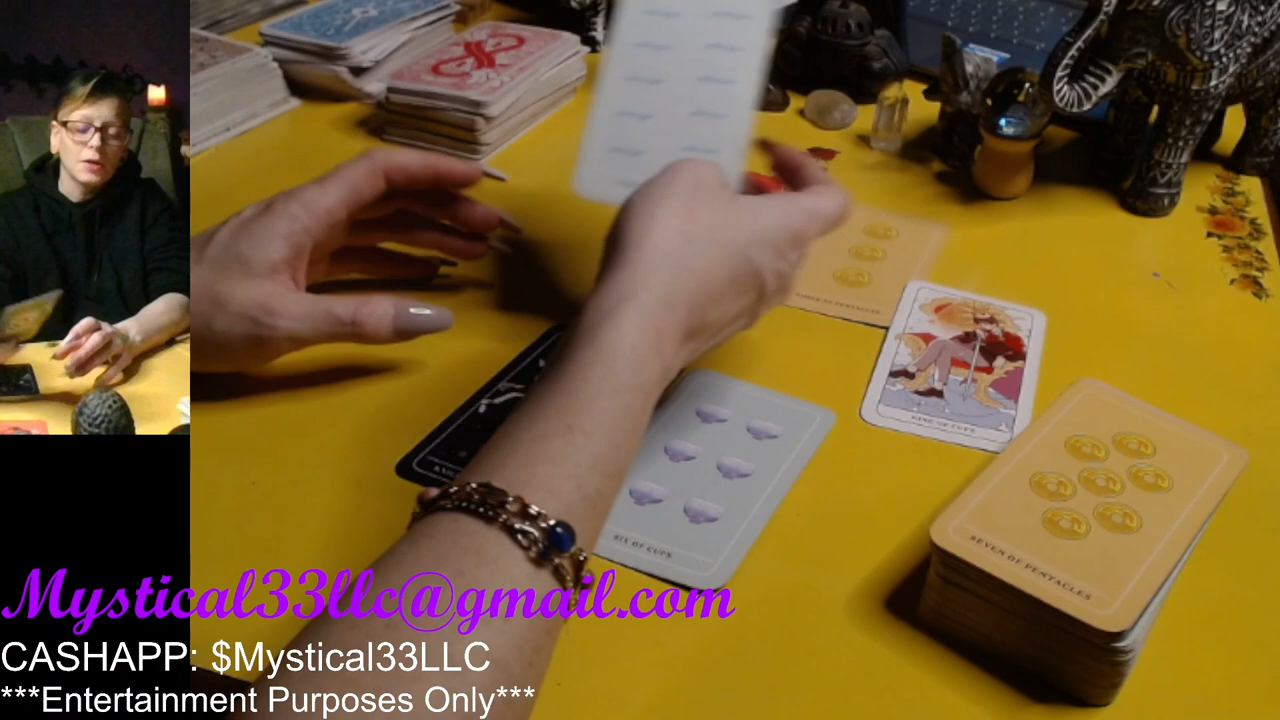 KING OF CUPS
SIX OF CUPS
SEVEN OF PENTACLES
Mystical33llc@gmail.com
CASHAPP: $Mystical33LLC
***Entertainment Purposes Only***